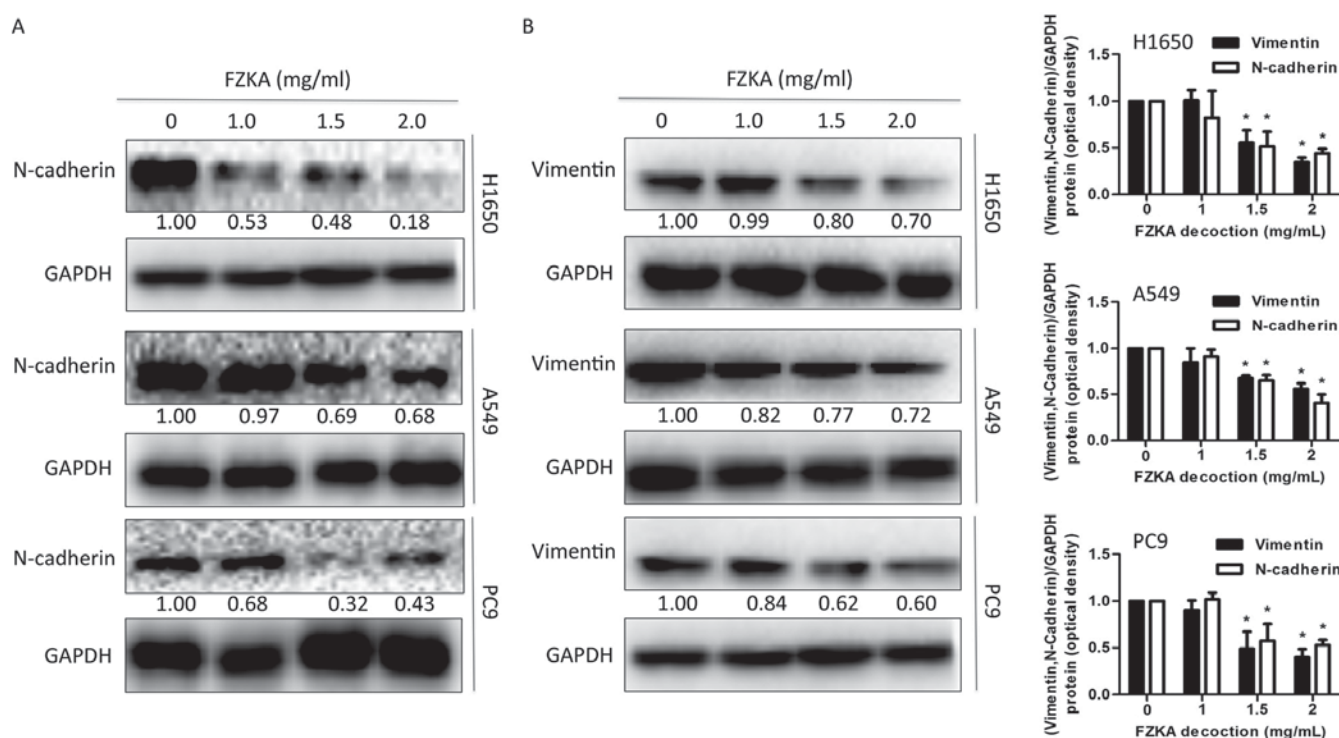 A
FZKA (mg/ml)
0 1.0 1.5 2.0
N-cadherin
1.00 0.53 0.48 0.18
GAPDH
H1650
N-cadherin
1.00 0.97 0.69 0.68
GAPDH
A549
N-cadherin
1.00 0.68 0.32 0.43
GAPDH
PC9
B
FZKA (mg/ml)
0 1.0 1.5 2.0
Vimentin
1.00 0.99 0.80 0.70
GAPDH
H1650
Vimentin
1.00 0.82 0.77 0.72
GAPDH
A549
Vimentin
1.00 0.84 0.62 0.60
GAPDH
PC9
(Vimentin,N-Cadherin)/GAPDH
protein (optical density)
H1650
Vimentin
N-cadherin
1.5
1.0
0.5
0.0
* * * *
0 1 1.5 2
FZKA decoction (mg/mL)
(Vimentin,N-Cadherin)/GAPDH
protein (optical density)
A549
Vimentin
N-cadherin
1.5
1.0
0.5
0.0
* * * *
0 1 1.5 2
FZKA decoction (mg/mL)
(Vimentin,N-Cadherin)/GAPDH
protein (optical density)
PC9
Vimentin
N-cadherin
1.5
1.0
0.5
0.0
* * * *
0 1 1.5 2
FZKA decoction (mg/mL)